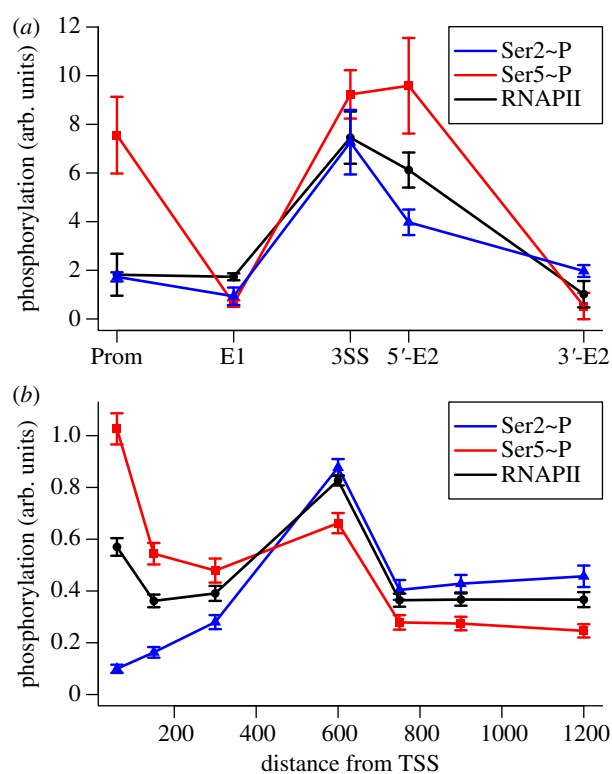 (a)
12
10
8
6
4
2
0
phosphorylation (arb. units)
Ser2~P
Ser5~P
RNAPII
Prom E1 3SS 5′-E2 3′-E2
(b)
1.0
0.8
0.6
0.4
0.2
0
phosphorylation (arb. units)
Ser2~P
Ser5~P
RNAPII
200 400 600 800 1000 1200
distance from TSS